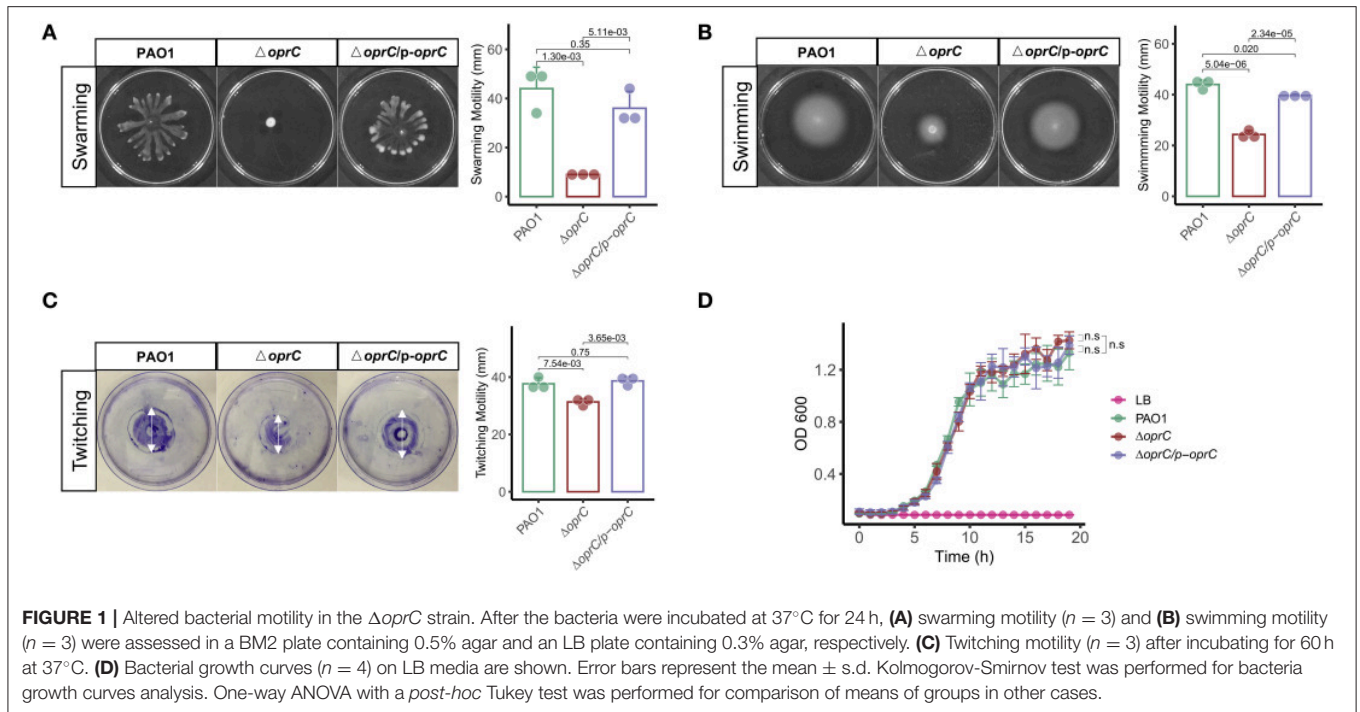 A
PAO1
△oprC
△oprC/p-oprC
Swarming
Swarming Motility (mm)
60
40
20
0
5.11e-03
0.35
1.30e-03
PAO1
ΔoprC
ΔoprC/p−oprC
B
PAO1
△oprC
△oprC/p-oprC
Swimming
Swimmming Motility (mm)
60
40
20
0
2.34e−05
0.020
5.04e−06
PAO1
ΔoprC
ΔoprC/p−oprC
C
PAO1
△oprC
△oprC/p-oprC
Twitching
Twitching Motility (mm)
40
20
0
3.65e-03
0.75
7.54e-03
PAO1
ΔoprC
ΔoprC/p−oprC
D
OD 600
1.2
0.8
0.4
0
5
10
15
20
Time (h)
n.s
n.s
n.s
LB
PAO1
ΔoprC
ΔoprC/p−oprC
FIGURE 1 | Altered bacterial motility in the ΔoprC strain. After the bacteria were incubated at 37°C for 24 h, (A) swarming motility (n = 3) and (B) swimming motility
(n = 3) were assessed in a BM2 plate containing 0.5% agar and an LB plate containing 0.3% agar, respectively. (C) Twitching motility (n = 3) after incubating for 60 h
at 37°C. (D) Bacterial growth curves (n = 4) on LB media are shown. Error bars represent the mean ± s.d. Kolmogorov-Smirnov test was performed for bacteria
growth curves analysis. One-way ANOVA with a post-hoc Tukey test was performed for comparison of means of groups in other cases.